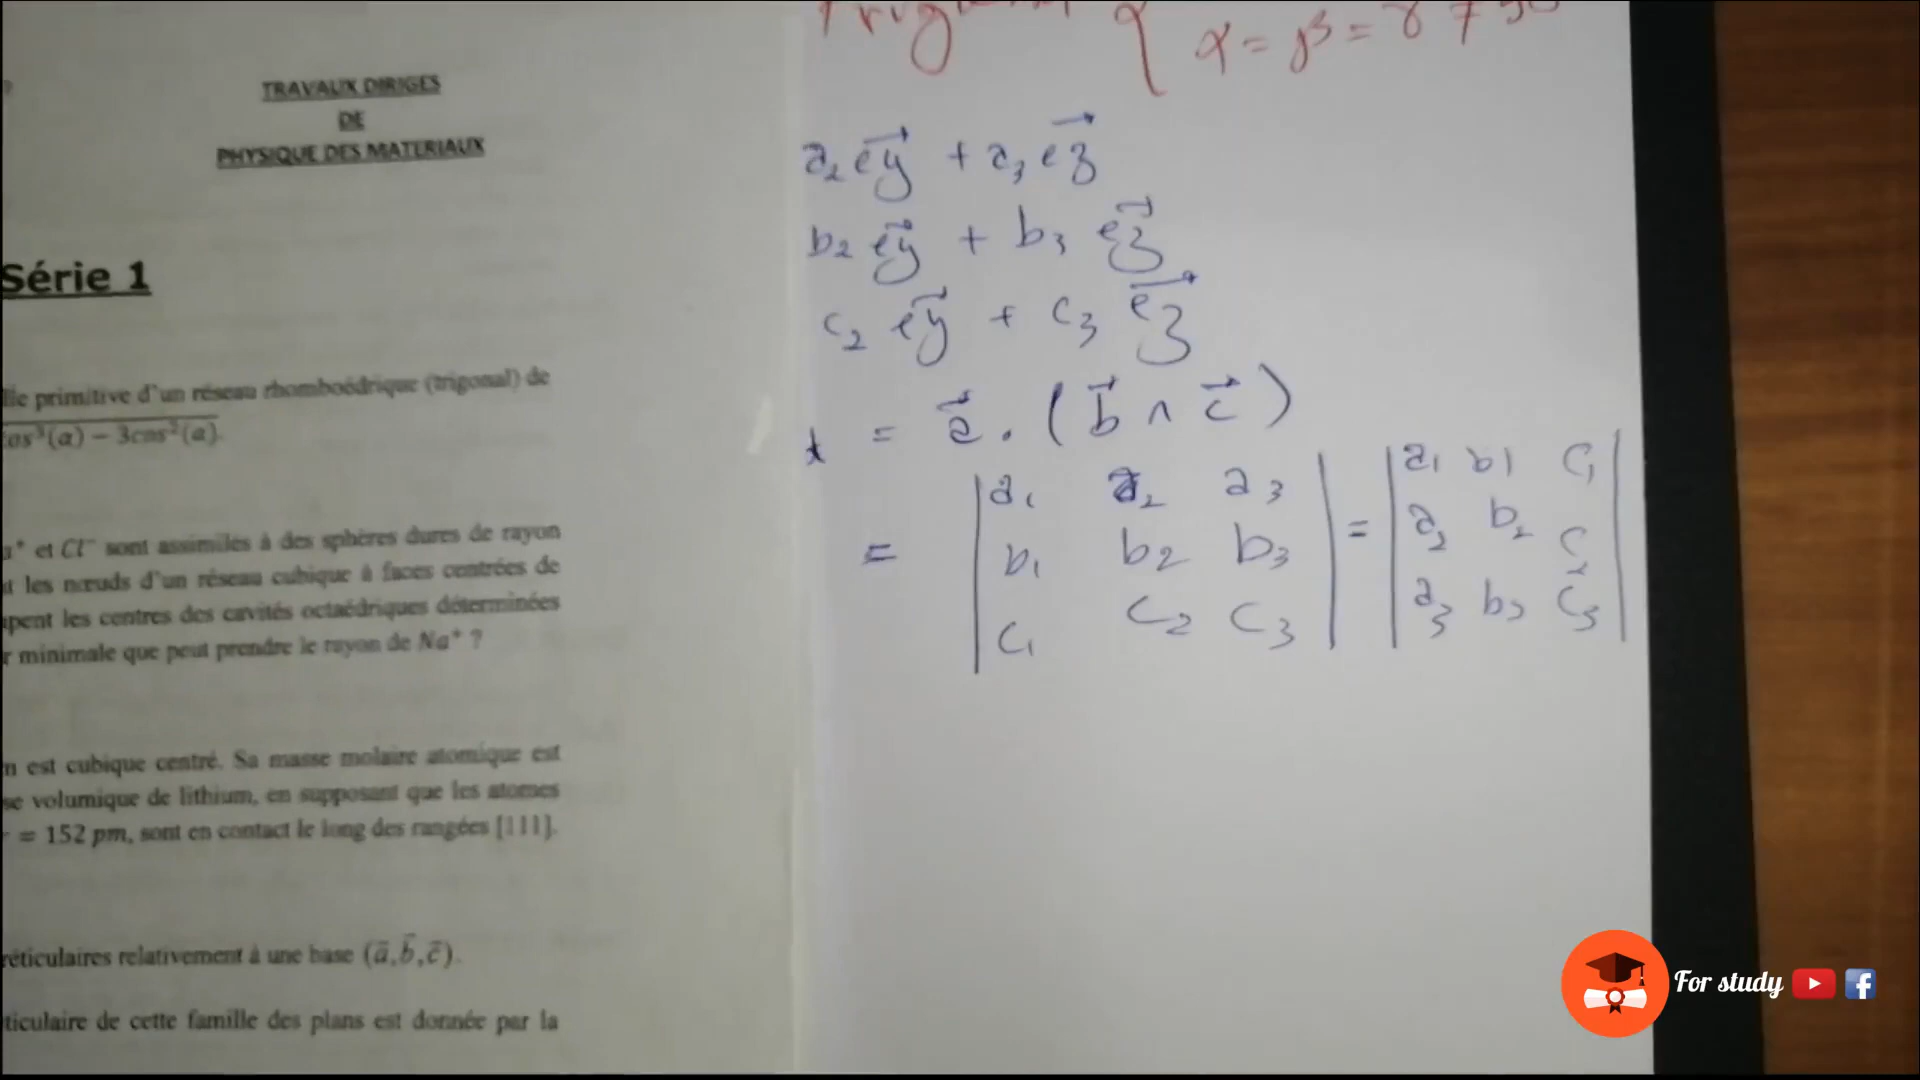 TRAVAUX DIRIGES
DE
PHYSIQUE DES MATERIAUX
Série 1
primitive d'un réseau rhomboédrique (trigonal) de
cos³(α) − 3cos²(α).
et Cl⁻ sont assimilés à des sphères dures de rayon
les nœuds d'un réseau cubique à faces centrées de
les centres des cavités octaédriques déterminées
minimale que peut prendre le rayon de Na⁺ ?
est cubique centré. Sa masse molaire atomique est
volumique de lithium, en supposant que les atomes
= 152 pm, sont en contact le long des rangées [111].
réticulaires relativement à une base (a⃗,b⃗,c⃗).
de cette famille des plans est donnée par la
{ α = β = γ ≠
a₂ e⃗y + a₃ e⃗z
b₂ e⃗y + b₃ e⃗z
c₂ e⃗y + c₃ e⃗z
= a⃗ . ( b⃗ ∧ c⃗ )
= | a₁ a₂ a₃ | = | a₁ b₁ c₁ |
| b₁ b₂ b₃ | | a₂ b₂ c₂ |
| c₁ c₂ c₃ | | a₃ b₃ c₃ |
For study